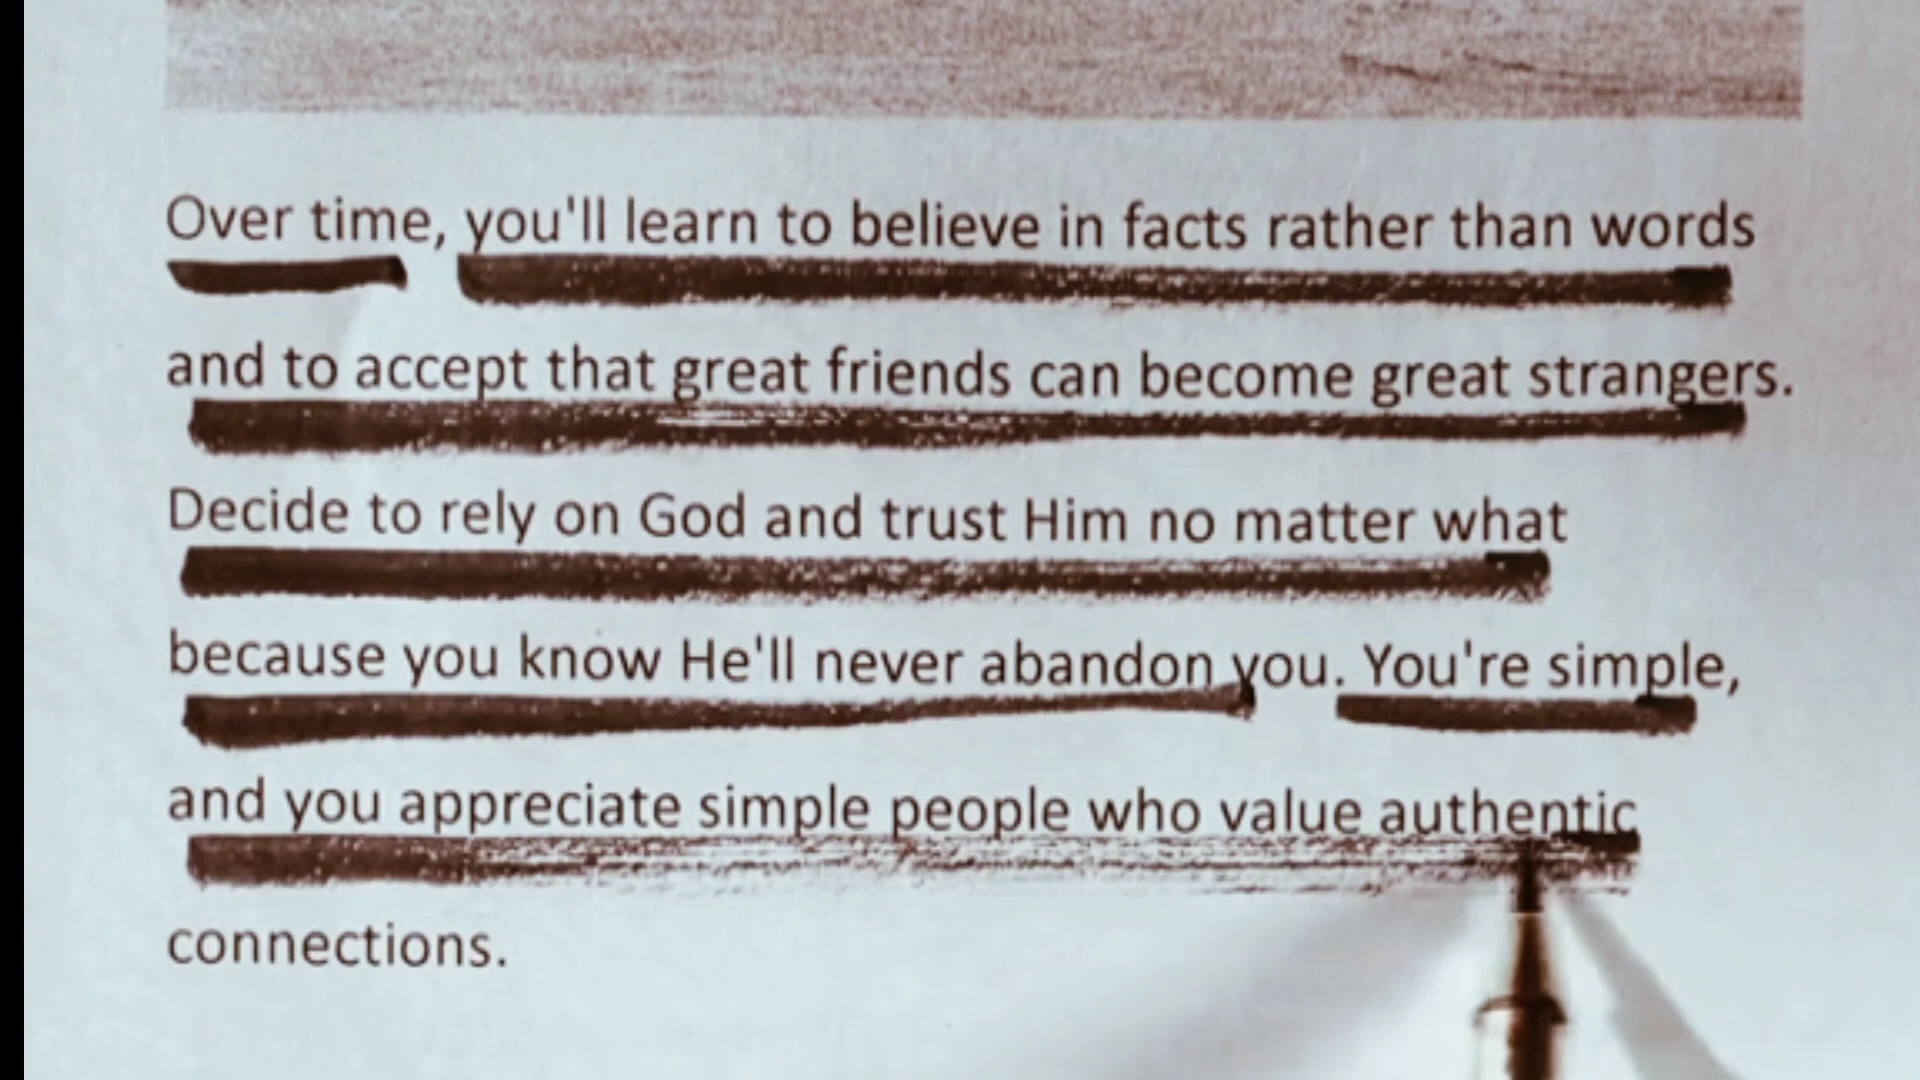 Over time, you'll learn to believe in facts rather than words
and to accept that great friends can become great strangers.
Decide to rely on God and trust Him no matter what
because you know He'll never abandon you. You're simple,
and you appreciate simple people who value authentic
connections.